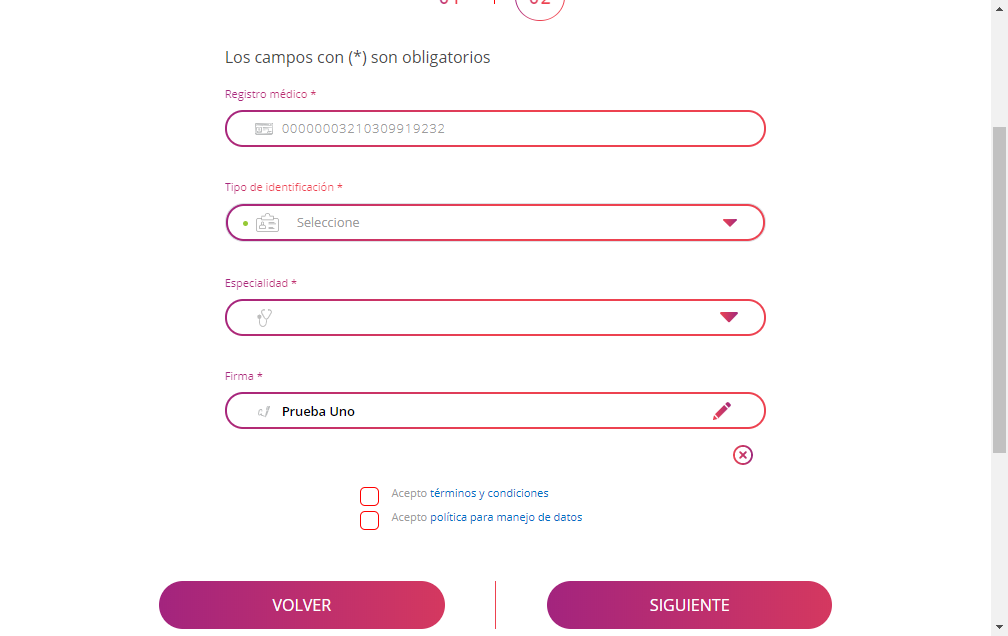 Los campos con (*) son obligatorios
Registro médico *
00000003210309919232
Tipo de identificación *
Seleccione
Especialidad *
Firma *
Prueba Uno
Acepto términos y condiciones
Acepto política para manejo de datos
VOLVER
SIGUIENTE